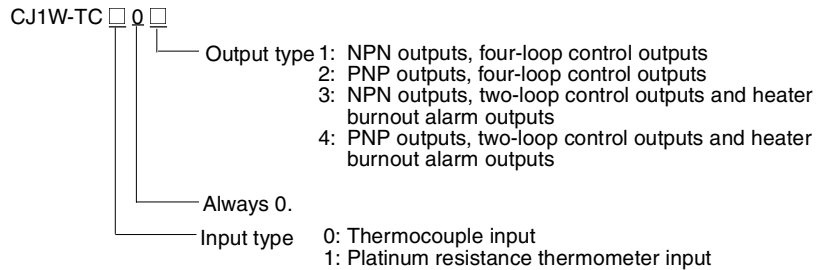 CJ1W-TC □ 0 □
Output type 1: NPN outputs, four-loop control outputs
2: PNP outputs, four-loop control outputs
3: NPN outputs, two-loop control outputs and heater
burnout alarm outputs
4: PNP outputs, two-loop control outputs and heater
burnout alarm outputs
Always 0.
Input type 0: Thermocouple input
1: Platinum resistance thermometer input